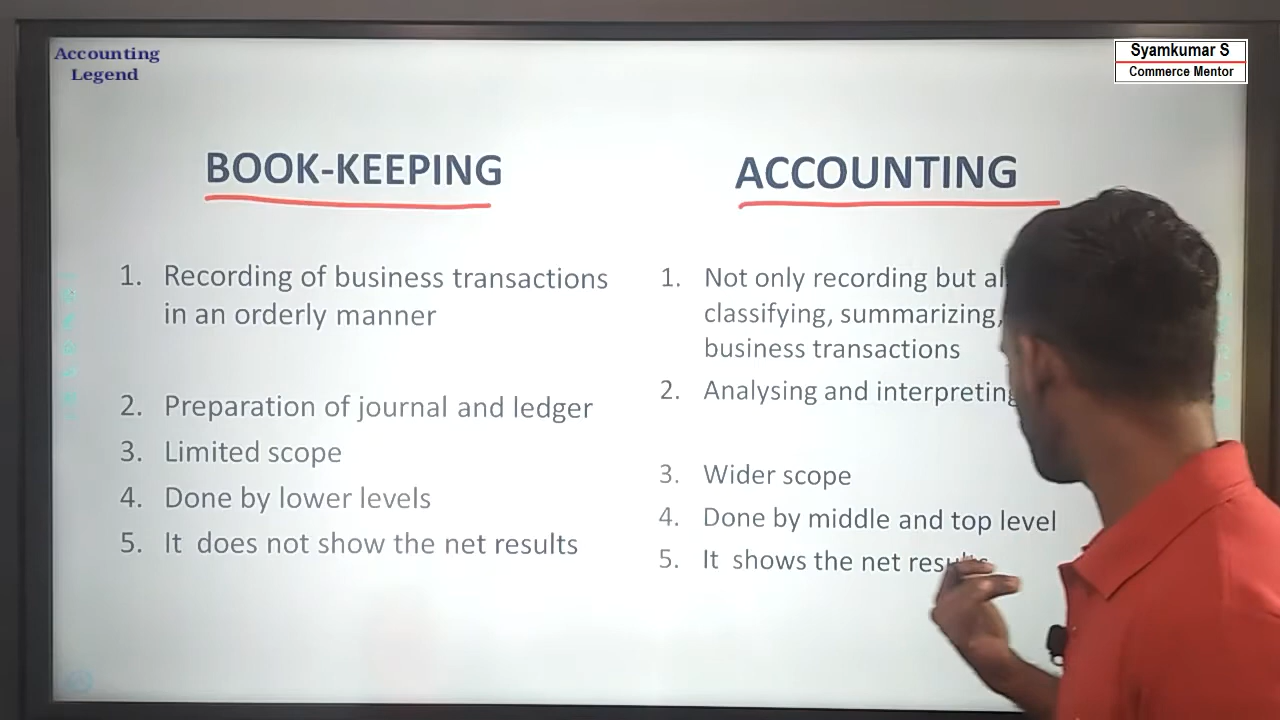 Accounting
Legend
Syamkumar S
Commerce Mentor
BOOK-KEEPING
1. Recording of business transactions
in an orderly manner
2. Preparation of journal and ledger
3. Limited scope
4. Done by lower levels
5. It does not show the net results
ACCOUNTING
1. Not only recording but
classifying, summarizing,
business transactions
2. Analysing and interpreting
3. Wider scope
4. Done by middle and top level
5. It shows the net results